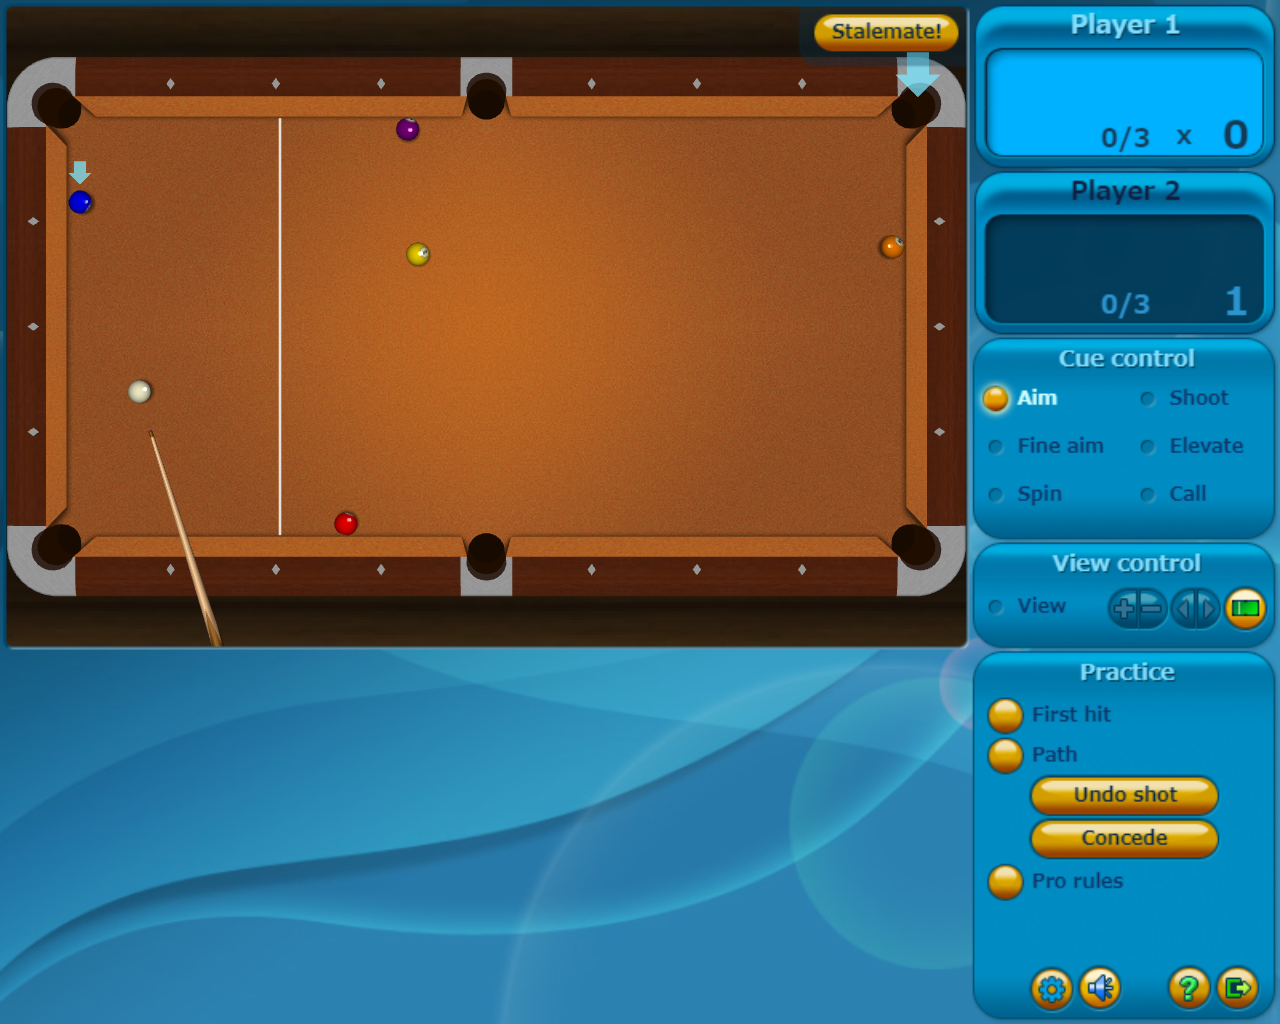 Stalemate!
Player 1
0/3 x 0
Player 2
0/3 1
Cue control
Aim
Shoot
Fine aim
Elevate
Spin
Call
View control
View
Practice
First hit
Path
Undo shot
Concede
Pro rules